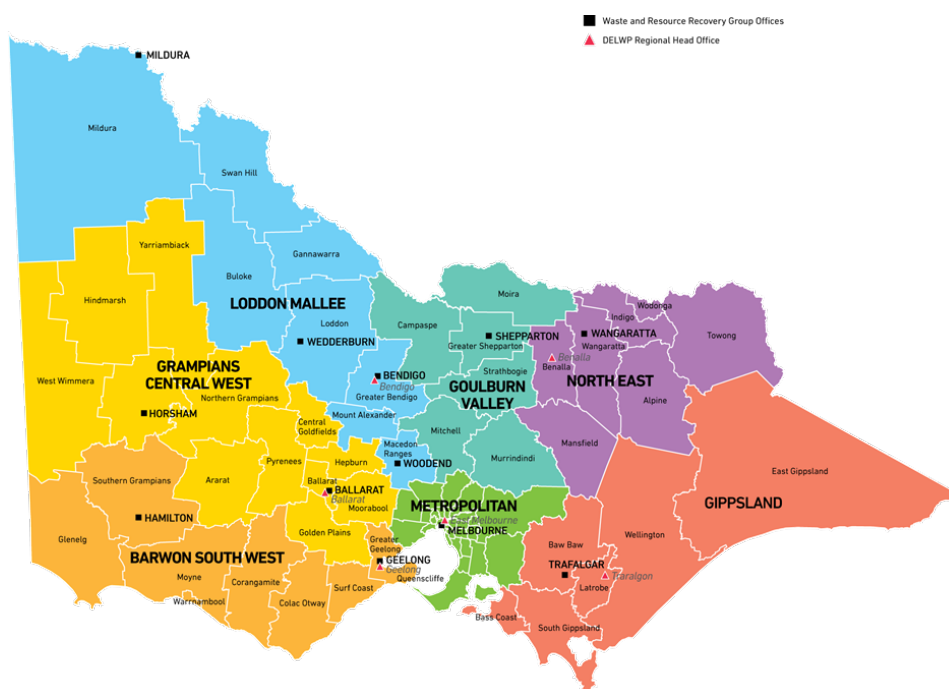 Waste and Resource Recovery Group Offices
DELWP Regional Head Office
MILDURA
Mildura
Swan Hill
Yarriambiack
Gannawarra
Buloke
Hindmarsh
LODDON MALLEE
Loddon
WEDDERBURN
Moira
Campaspe
SHEPPARTON
Greater Shepparton
Wodonga
Indigo
WANGARATTA
Wangaratta
Towong
Benalla
Benalla
NORTH EAST
Strathbogie
GOULBURN
VALLEY
GRAMPIANS
CENTRAL WEST
West Wimmera
Northern Grampians
BENDIGO
Bendigo
Greater Bendigo
Alpine
HORSHAM
Mount Alexander
Central
Goldfields
Mitchell
Mansfield
Macedon
Ranges
WOODEND
Murrindindi
Hepburn
Pyrenees
Ararat
Southern Grampians
Ballarat
BALLARAT
Ballarat
Moorabool
East Gippsland
METROPOLITAN
East Melbourne
MELBOURNE
GIPPSLAND
HAMILTON
Golden Plains
Wellington
Glenelg
Greater
Geelong
BARWON SOUTH WEST
GEELONG
Geelong
Queenscliffe
Baw Baw
TRAFALGAR
Traralgon
Latrobe
Moyne
Corangamite
Surf Coast
Warrnambool
Colac Otway
Bass Coast
South Gippsland